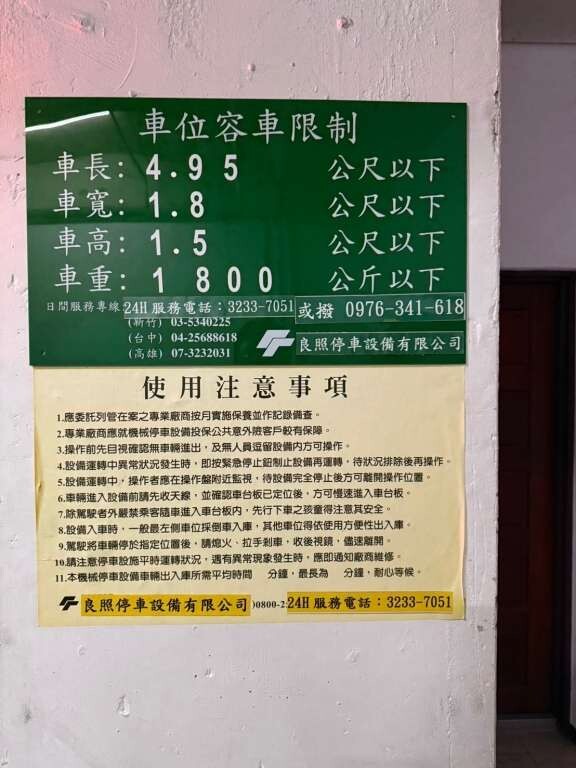 車位容車限制
車長: 4.95 公尺以下
車寬: 1.8 公尺以下
車高: 1.5 公尺以下
車重: 1800 公斤以下
日間服務專線 24H 服務電話：3233-7051 或撥 0976-341-618
(新竹) 03-5340225
(台中) 04-25688618
(高雄) 07-3232031
良照停車設備有限公司
使用注意事項
1.應委託列管在案之專業廠商按月實施保養並作記錄備查。
2.專業廠商應就機械停車設備投保公共意外險客戶較有保障。
3.操作前先目視確認無車輛進出，及無人員逗留設備內方可操作。
4.設備運轉中異常狀況發生時，即按緊急停止鈕制止設備再運轉，待狀況排除後再操作。
5.設備運轉中，操作者應在操作盤附近監視，待設備完全停止後方可離開操作位置。
6.車輛進入設備前請先收天線，並確認車台板已定位後，方可慢速進入車台板。
7.除駕駛者外嚴禁乘客隨車進入車台板內，先行下車之孩童得注意其安全。
8.設備入車時，一般最左側車位採倒車入庫，其他車位得依使用方便性出入庫。
9.駕駛將車輛停於指定位置後，請熄火、拉手剎車，收後視鏡，儘速離開。
10.請注意停車設施平時運轉狀況，遇有異常現象發生時，應即通知廠商維修。
11.本機械停車設備車輛出入庫所需平均時間 分鐘，最長為 分鐘，耐心等候。
良照停車設備有限公司 )0800-2 24H 服務電話：3233-7051